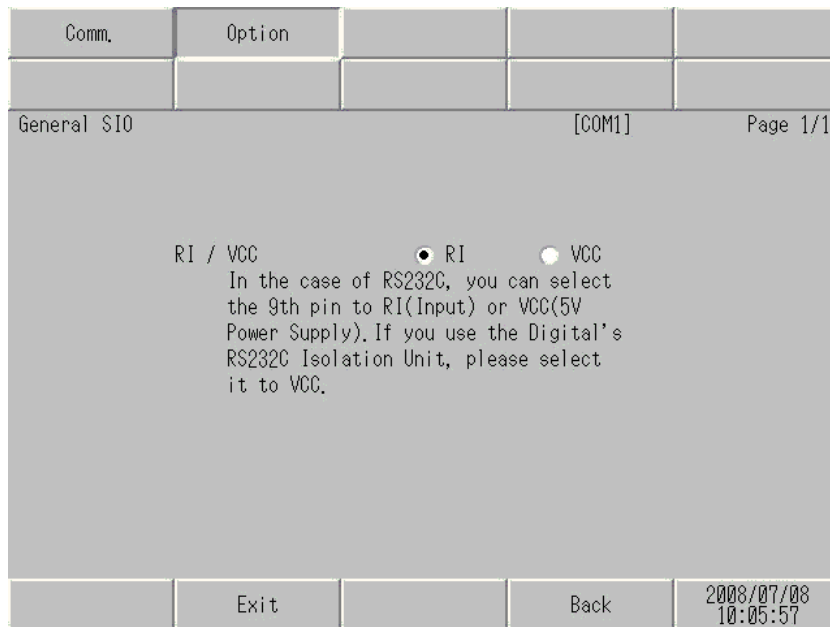 Comm. Option
General SIO [COM1] Page 1/1
RI / VCC RI VCC
In the case of RS232C, you can select
the 9th pin to RI(Input) or VCC(5V
Power Supply).If you use the Digital's
RS232C Isolation Unit, please select
it to VCC.
Exit Back 2008/07/08
10:05:57